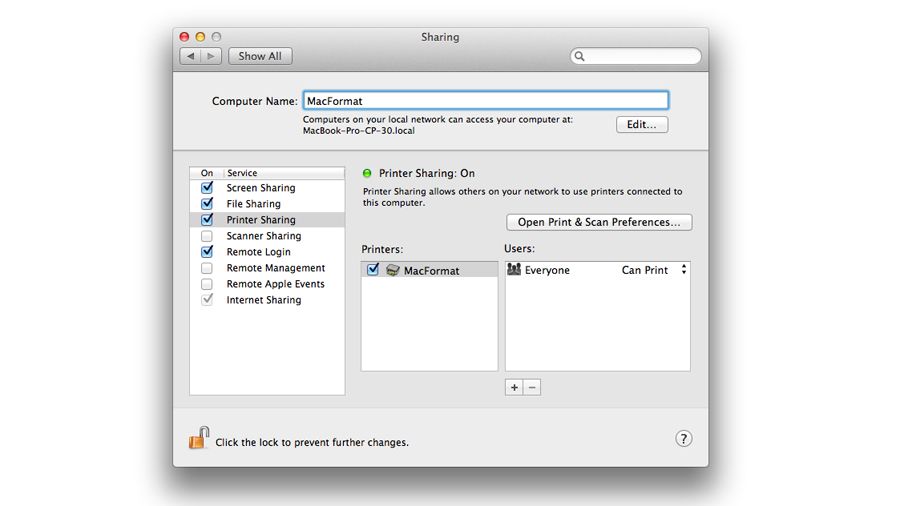 Sharing
Show All
Computer Name: MacFormat
Computers on your local network can access your computer at:
MacBook-Pro-CP-30.local
Edit...
On Service
Screen Sharing
File Sharing
Printer Sharing
Scanner Sharing
Remote Login
Remote Management
Remote Apple Events
Internet Sharing
Printer Sharing: On
Printer Sharing allows others on your network to use printers connected to
this computer.
Open Print & Scan Preferences...
Printers:
MacFormat
Users:
Everyone Can Print
+ −
Click the lock to prevent further changes.
?